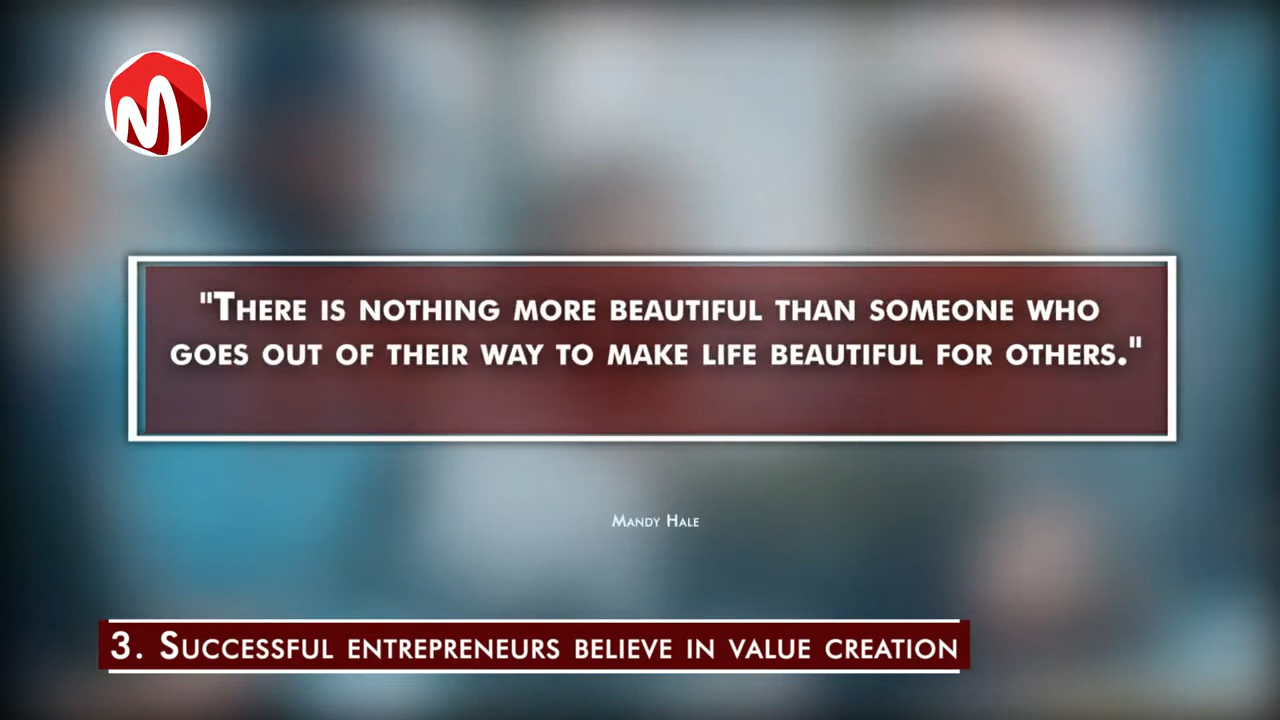 "There is nothing more beautiful than someone who
goes out of their way to make life beautiful for others."
Mandy Hale
3. Successful entrepreneurs believe in value creation